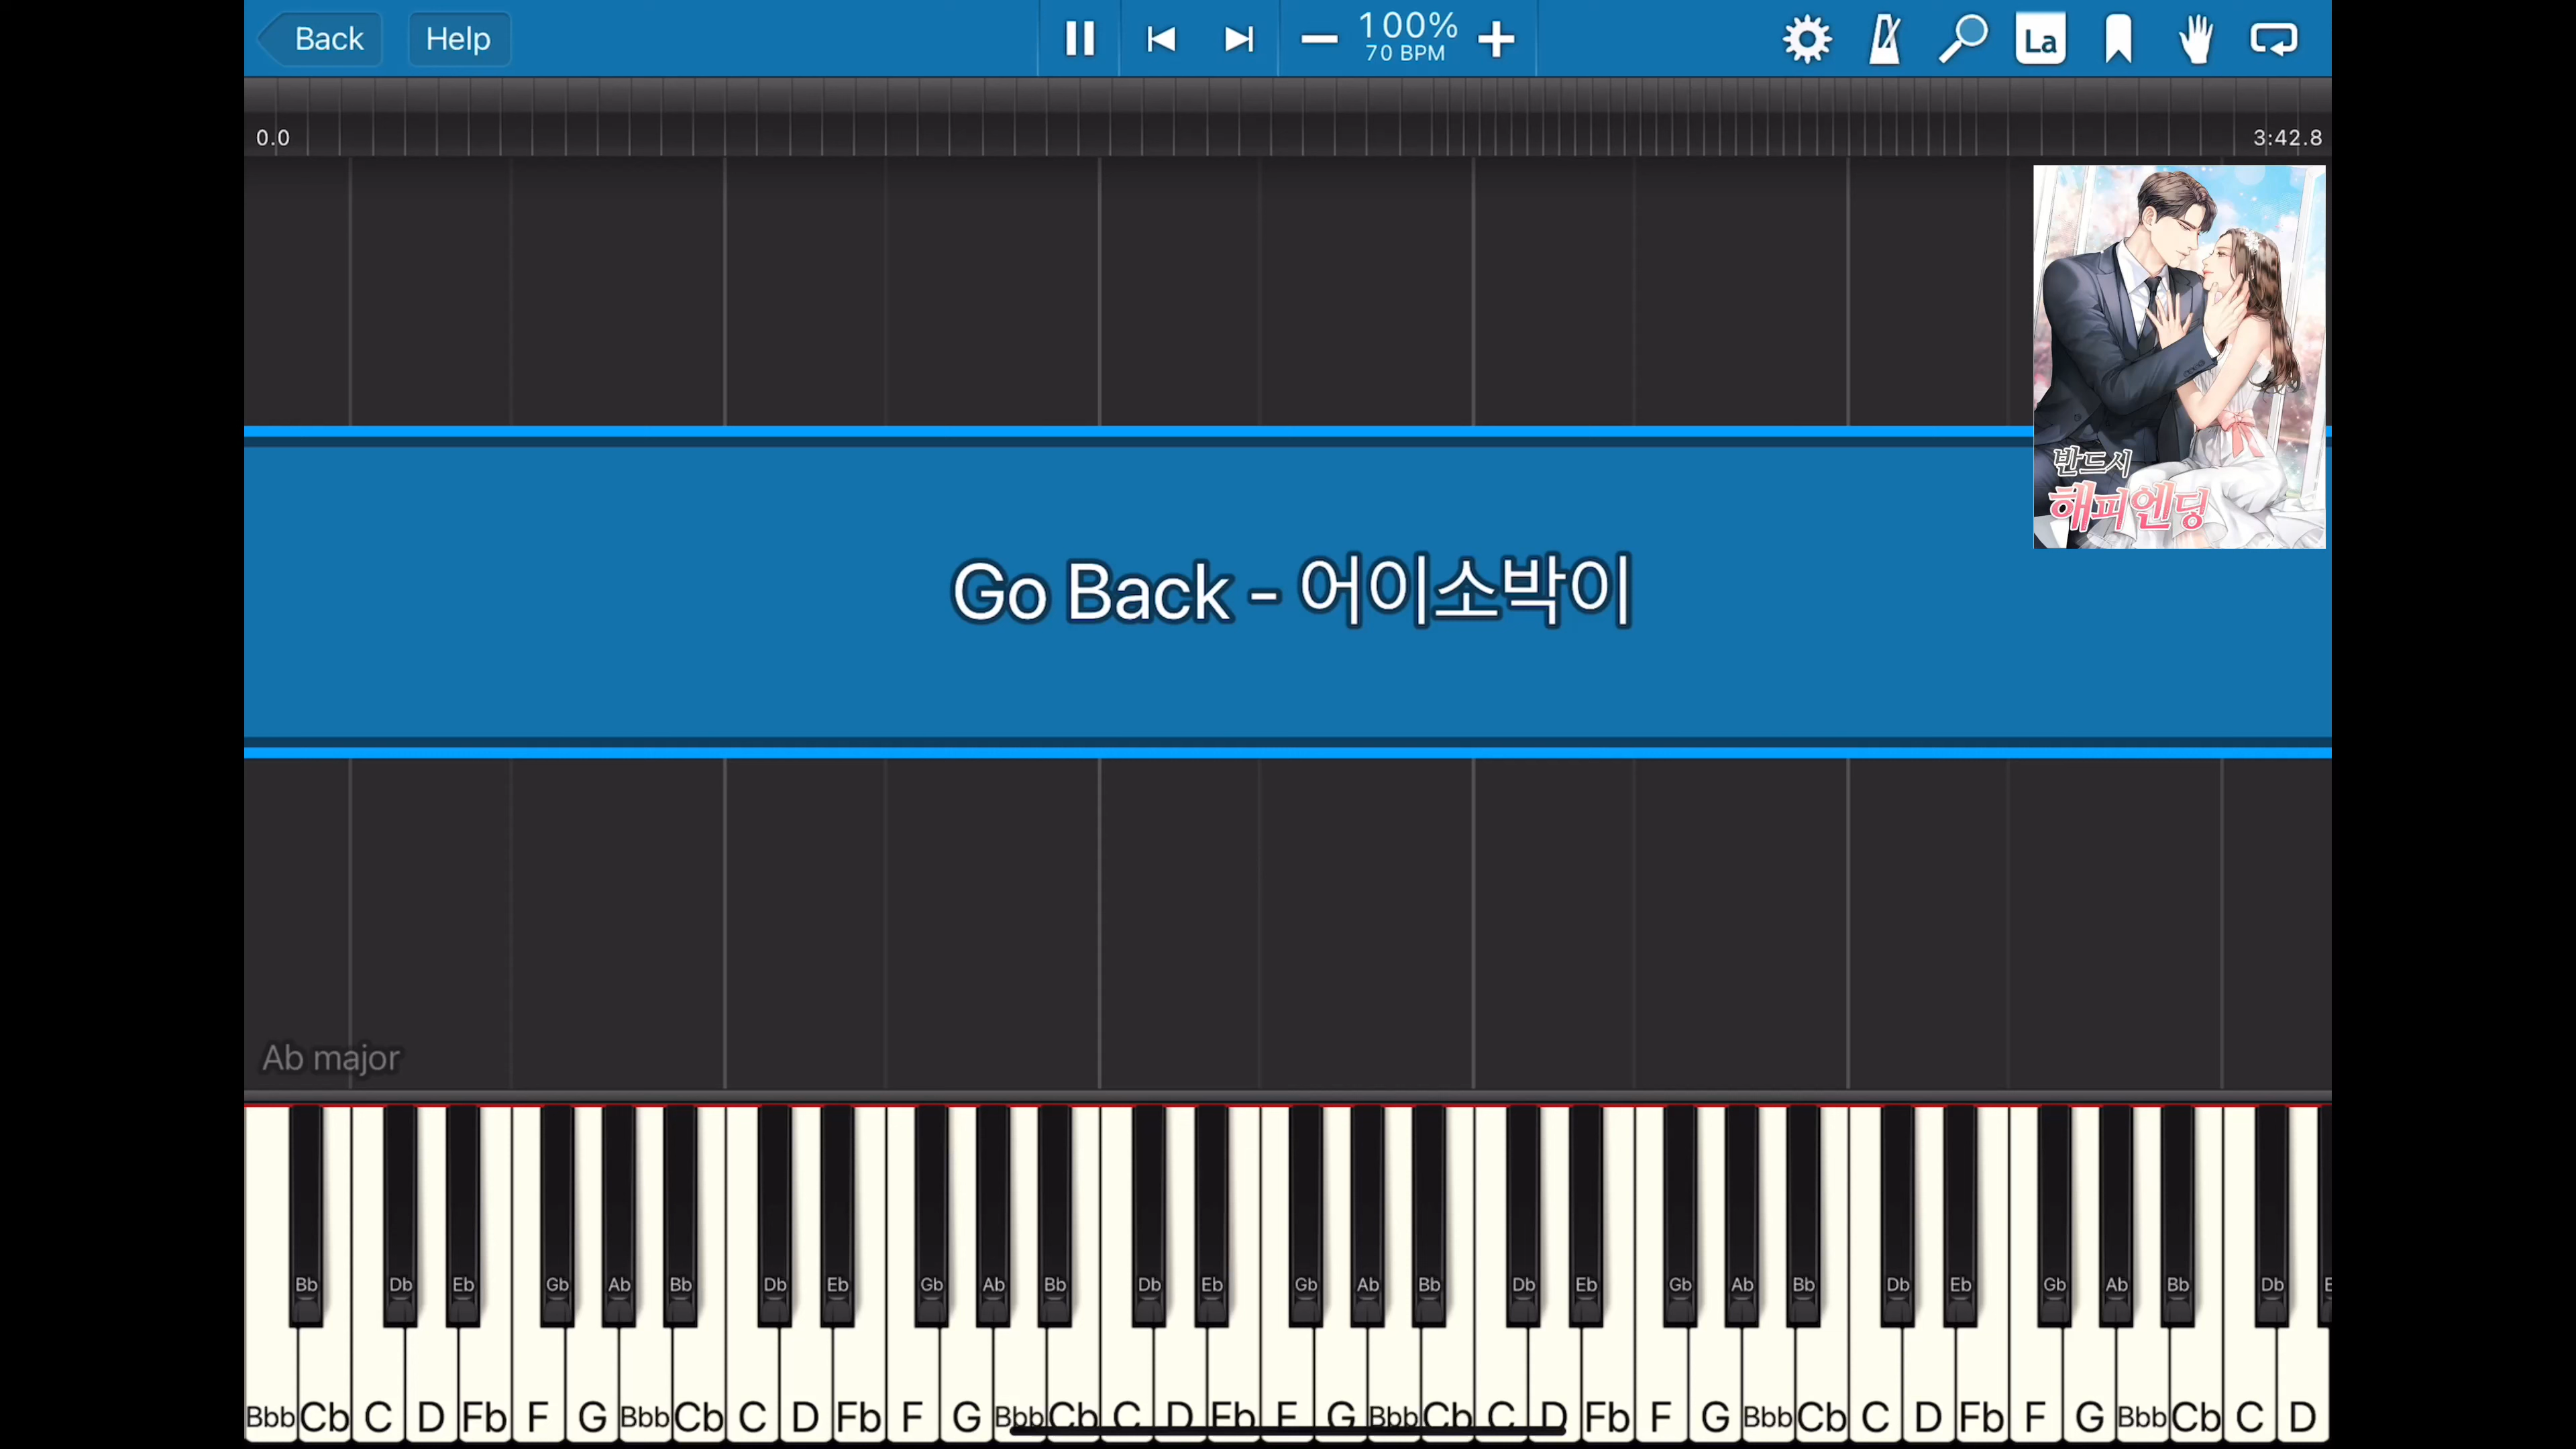 Back Help 100% La
70 BPM
0.0 3:42.8
반드시
해피엔딩
Go Back - 어이소박이
Ab major
Bb Db Eb Gb Ab Bb Db Eb Gb Ab Bb Db Eb Gb Ab Bb Db Eb Gb Ab Bb Db Eb Gb Ab Bb Db E
Bbb Cb C D Fb F G Bbb Cb C D Fb F G Bbb Cb C D Fb F G Bbb Cb C D Fb F G Bbb Cb C D Fb F G Bbb Cb C D